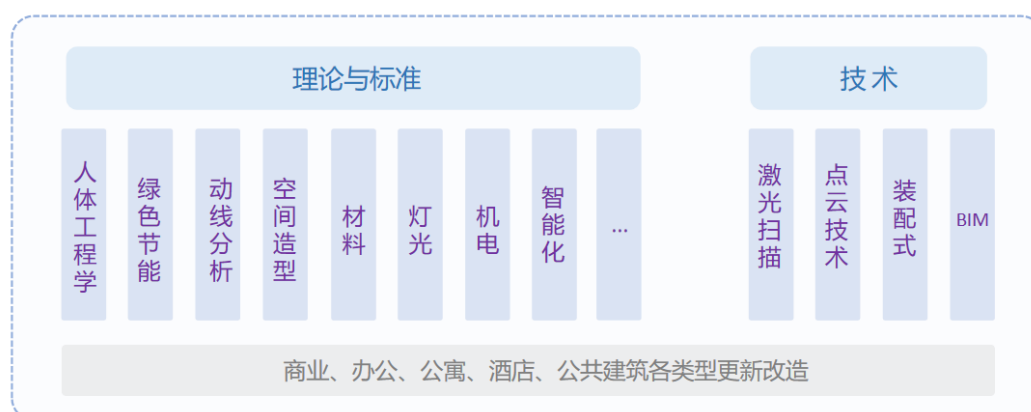 理论与标准
技术
人体工程学
绿色节能
动线分析
空间造型
材料
灯光
机电
智能化
...
激光扫描
点云技术
装配式
BIM
商业、办公、公寓、酒店、公共建筑各类型更新改造